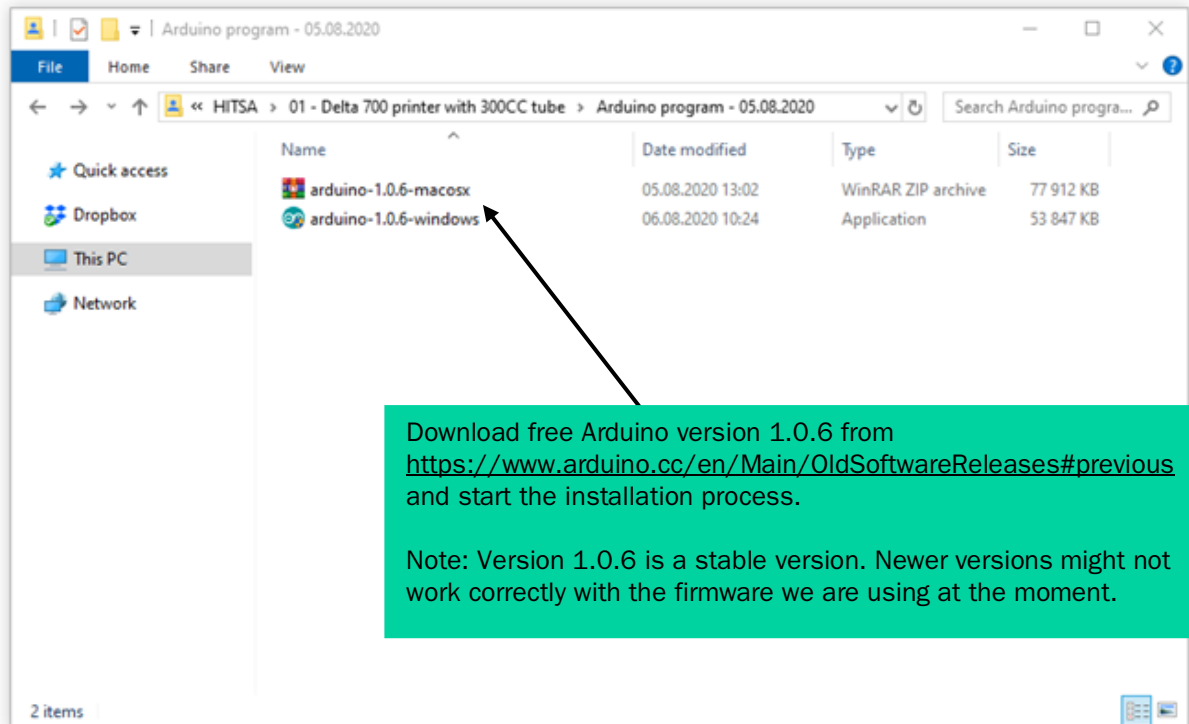 Arduino program - 05.08.2020
File Home Share View
« HITSA > 01 - Delta 700 printer with 300CC tube > Arduino program - 05.08.2020 Search Arduino progra...
Name Date modified Type Size
Quick access
arduino-1.0.6-macosx 05.08.2020 13:02 WinRAR ZIP archive 77 912 KB
Dropbox
arduino-1.0.6-windows 06.08.2020 10:24 Application 53 847 KB
This PC
Network
Download free Arduino version 1.0.6 from
https://www.arduino.cc/en/Main/OldSoftwareReleases#previous
and start the installation process.
Note: Version 1.0.6 is a stable version. Newer versions might not
work correctly with the firmware we are using at the moment.
2 items